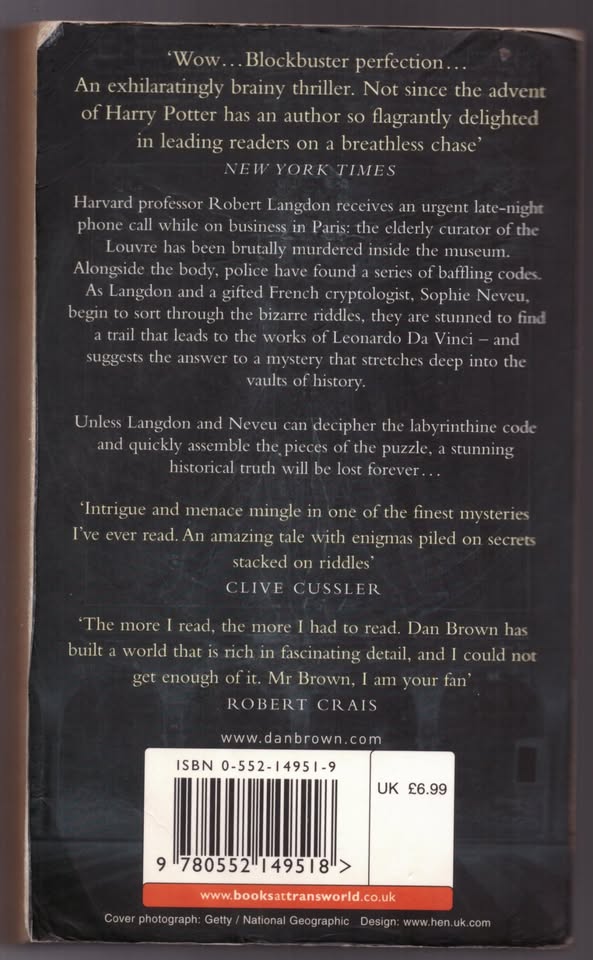 ‘Wow…Blockbuster perfection…
An exhilaratingly brainy thriller. Not since the advent
of Harry Potter has an author so flagrantly delighted
in leading readers on a breathless chase’
NEW YORK TIMES
Harvard professor Robert Langdon receives an urgent late-night
phone call while on business in Paris: the elderly curator of the
Louvre has been brutally murdered inside the museum.
Alongside the body, police have found a series of baffling codes.
As Langdon and a gifted French cryptologist, Sophie Neveu,
begin to sort through the bizarre riddles, they are stunned to find
a trail that leads to the works of Leonardo Da Vinci – and
suggests the answer to a mystery that stretches deep into the
vaults of history.
Unless Langdon and Neveu can decipher the labyrinthine code
and quickly assemble the pieces of the puzzle, a stunning
historical truth will be lost forever…
‘Intrigue and menace mingle in one of the finest mysteries
I’ve ever read. An amazing tale with enigmas piled on secrets
stacked on riddles’
CLIVE CUSSLER
‘The more I read, the more I had to read. Dan Brown has
built a world that is rich in fascinating detail, and I could not
get enough of it. Mr Brown, I am your fan’
ROBERT CRAIS
www.danbrown.com
ISBN 0-552-14951-9
UK £6.99
9 780552 149518 >
www.booksattransworld.co.uk
Cover photograph: Getty / National Geographic Design: www.hen.uk.com